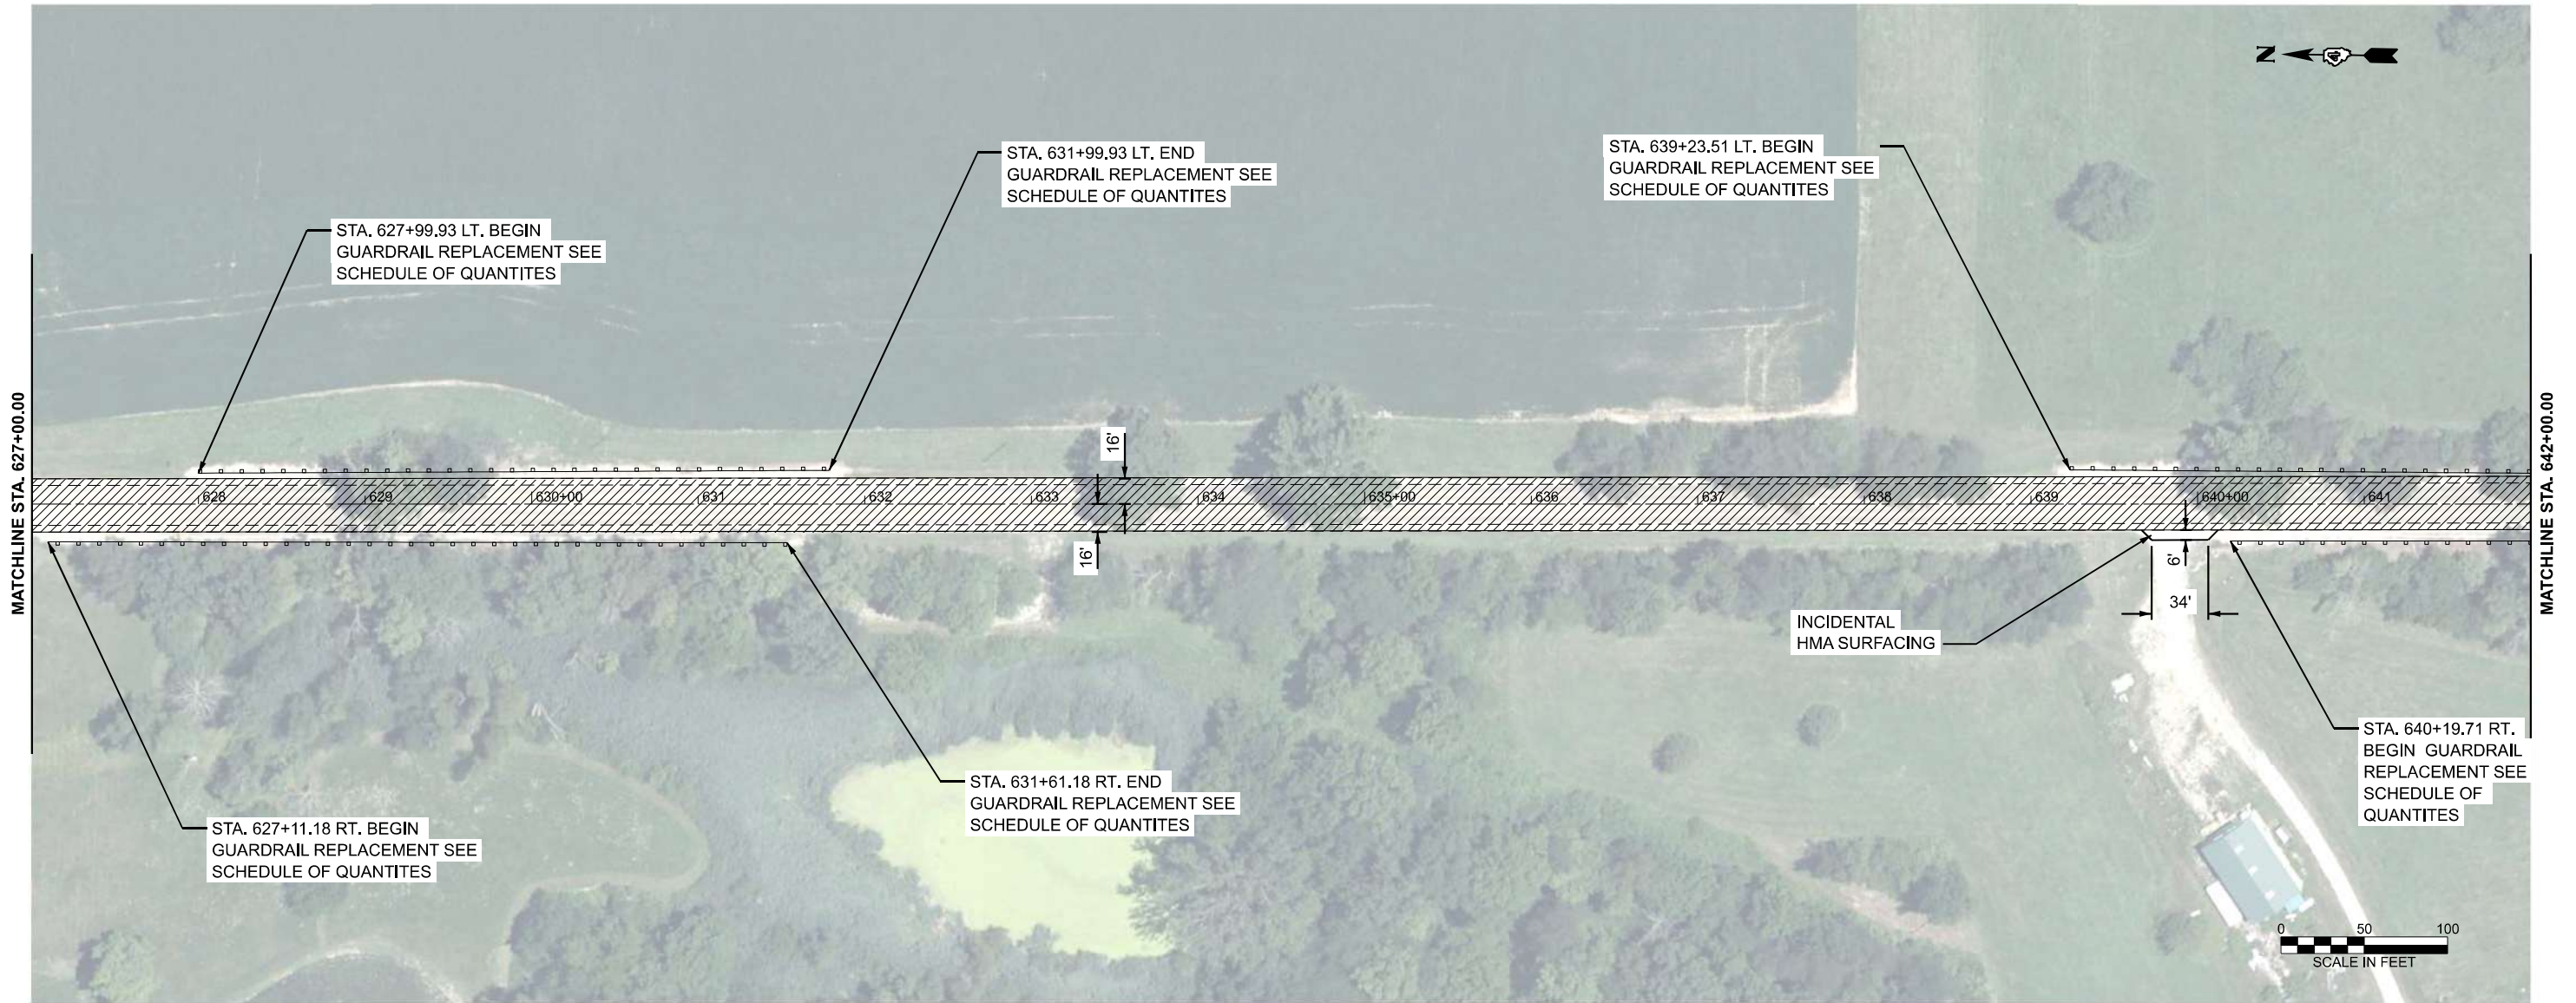 N
STA. 631+99.93 LT. END
GUARDRAIL REPLACEMENT SEE
SCHEDULE OF QUANTITES
STA. 639+23.51 LT. BEGIN
GUARDRAIL REPLACEMENT SEE
SCHEDULE OF QUANTITES
STA. 627+99.93 LT. BEGIN
GUARDRAIL REPLACEMENT SEE
SCHEDULE OF QUANTITES
MATCHLINE STA. 627+00.00
MATCHLINE STA. 642+00.00
16'
628
629
630+00
631
632
633
634
635+00
636
637
638
639
640+00
641
16'
6'
34'
INCIDENTAL
HMA SURFACING
STA. 640+19.71 RT.
BEGIN GUARDRAIL
REPLACEMENT SEE
SCHEDULE OF
QUANTITES
STA. 631+61.18 RT. END
GUARDRAIL REPLACEMENT SEE
SCHEDULE OF QUANTITES
STA. 627+11.18 RT. BEGIN
GUARDRAIL REPLACEMENT SEE
SCHEDULE OF QUANTITES
0 50 100
SCALE IN FEET